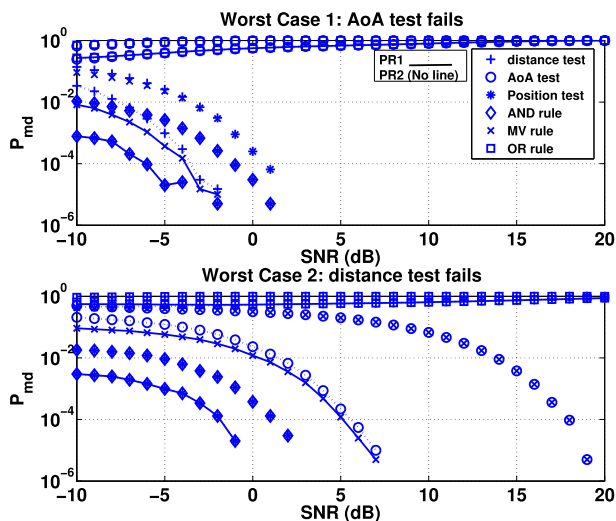 Worst Case 1: AoA test fails
10^0
10^-2
10^-4
10^-6
P_md
PR1
PR2 (No line)
distance test
AoA test
Position test
AND rule
MV rule
OR rule
-10 -5 0 5 10 15 20
SNR (dB)
Worst Case 2: distance test fails
10^0
10^-2
10^-4
10^-6
P_md
-10 -5 0 5 10 15 20
SNR (dB)